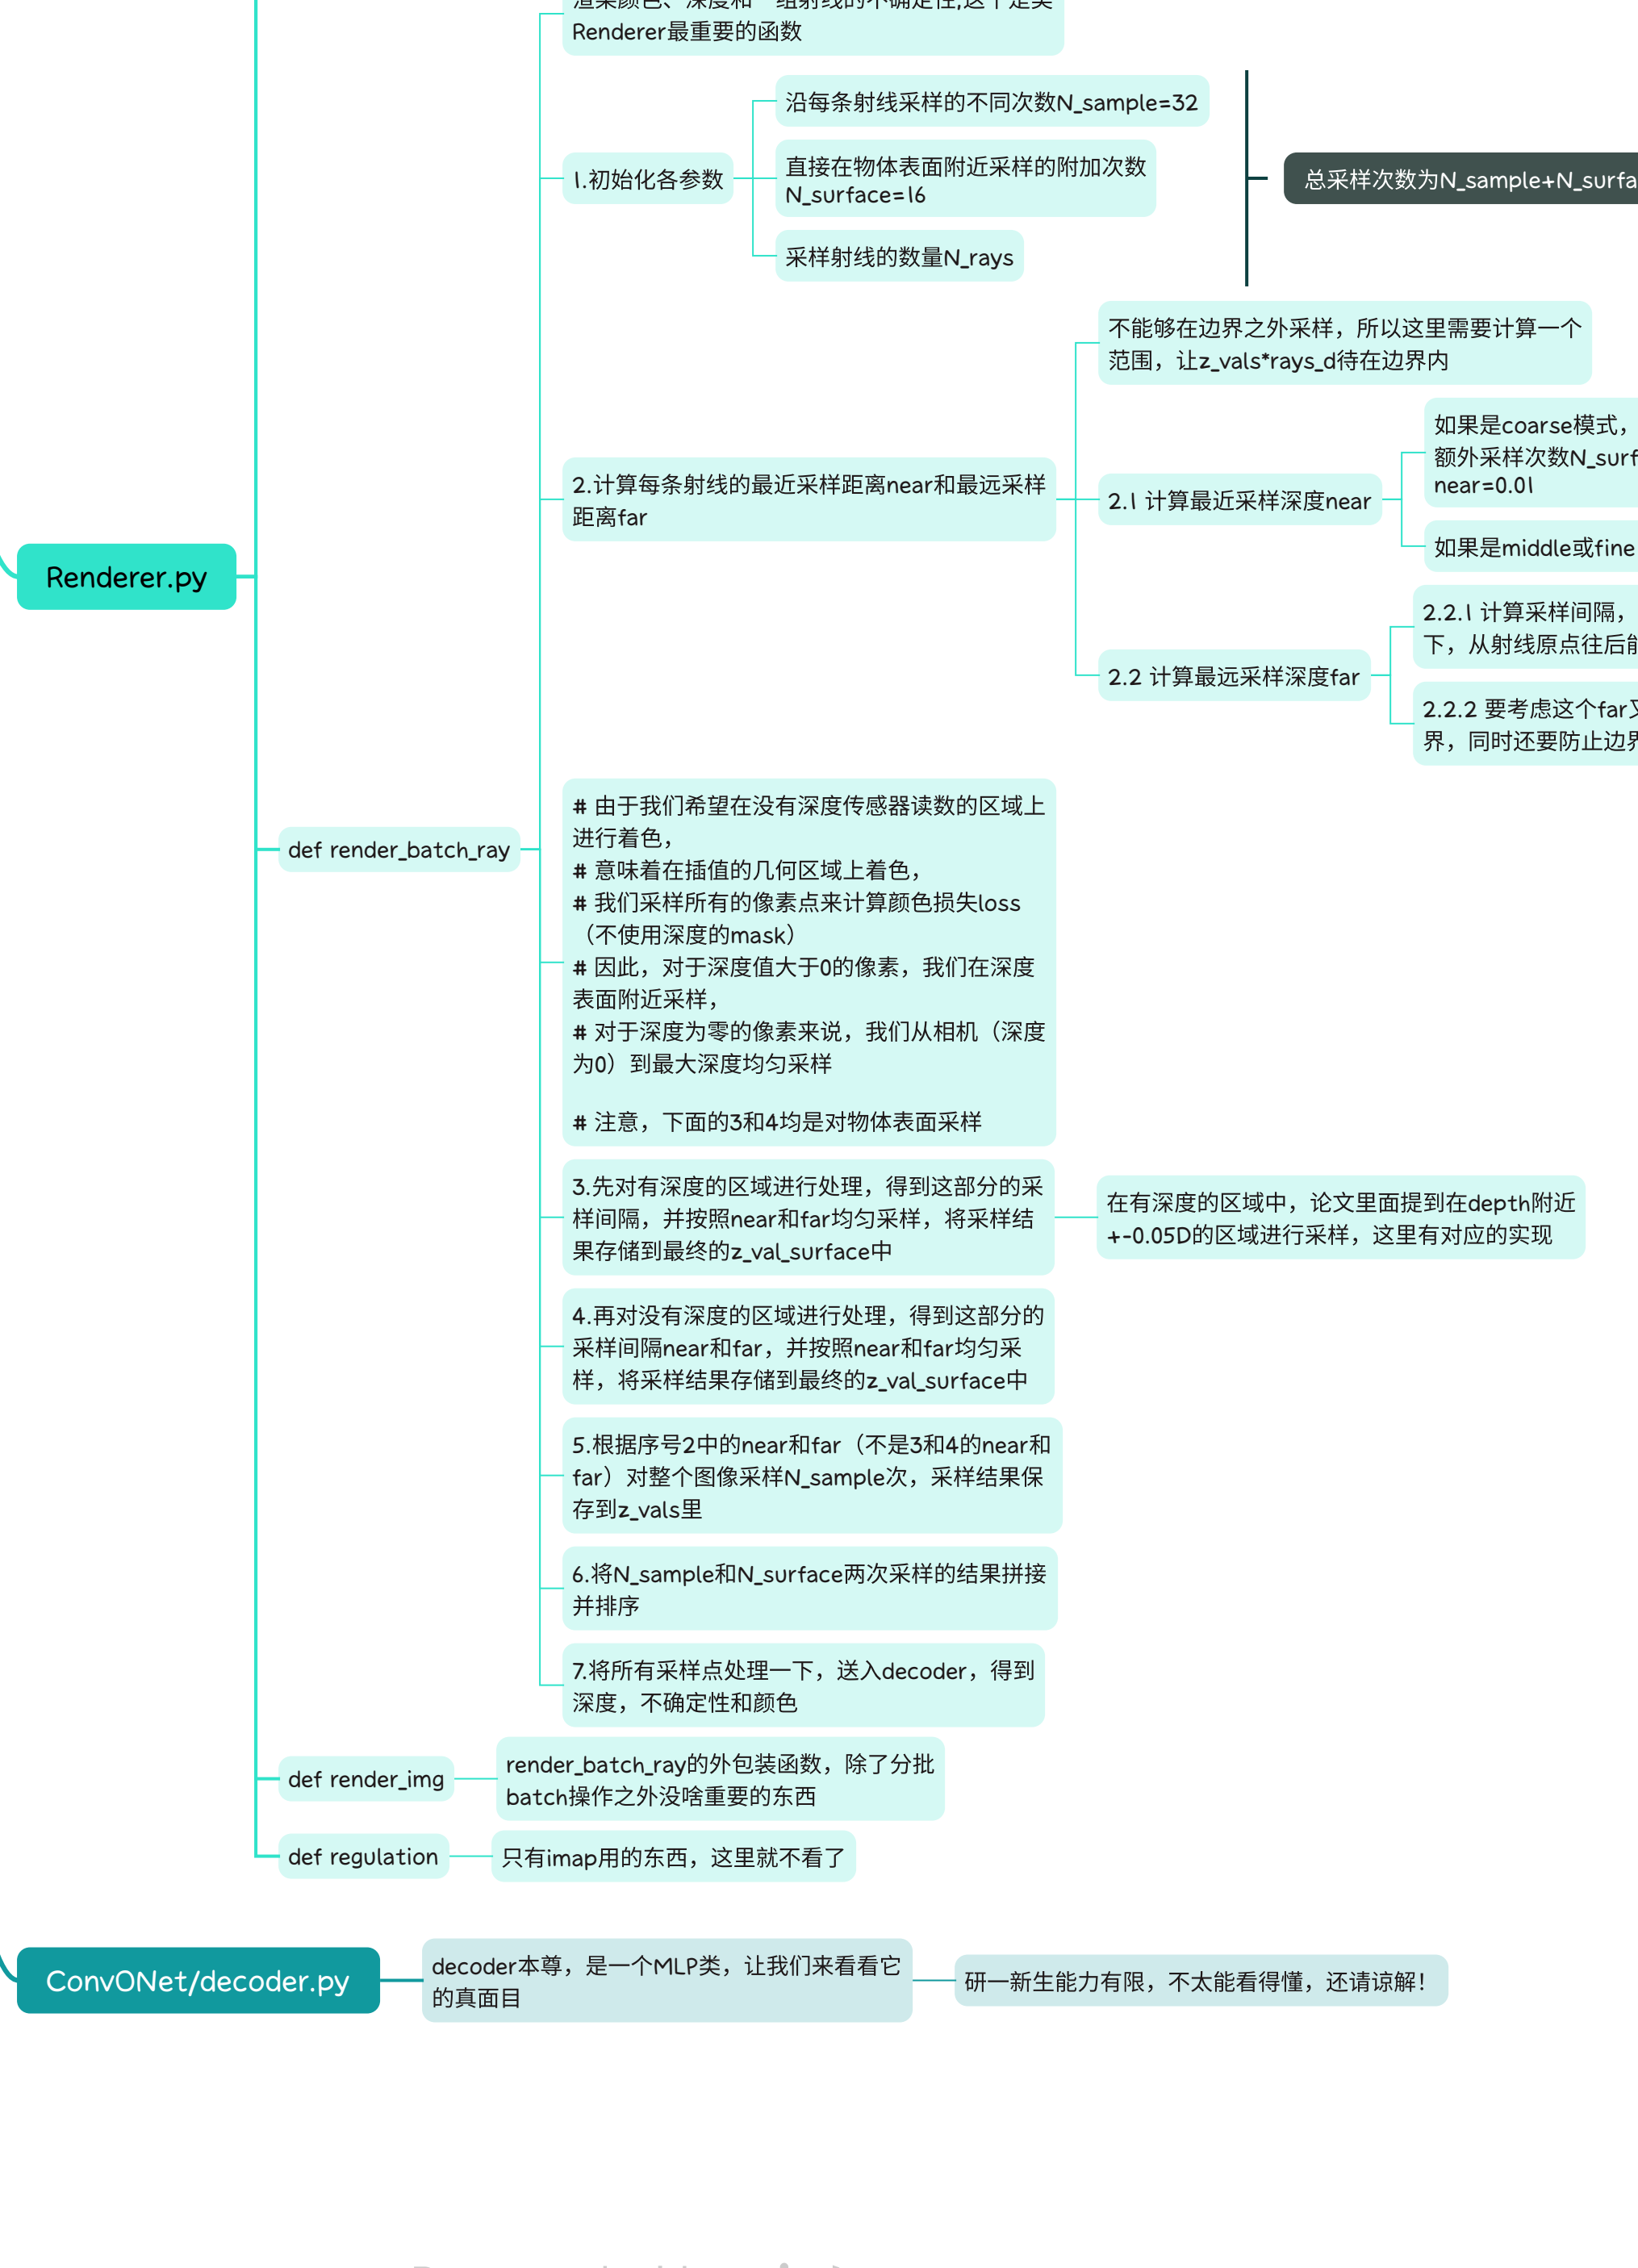 渲染颜色、深度和一组射线的不确定性,这个是类
Renderer最重要的函数
沿每条射线采样的不同次数N_sample=32
1.初始化各参数
直接在物体表面附近采样的附加次数
N_surface=16
采样射线的数量N_rays
总采样次数为N_sample+N_surfa
不能够在边界之外采样，所以这里需要计算一个
范围，让z_vals*rays_d待在边界内
2.计算每条射线的最近采样距离near和最远采样
距离far
2.1 计算最近采样深度near
如果是coarse模式，
额外采样次数N_surf
near=0.01
如果是middle或fine
2.2 计算最远采样深度far
2.2.1 计算采样间隔，
下，从射线原点往后能
2.2.2 要考虑这个far又
界，同时还要防止边界
Renderer.py
def render_batch_ray
# 由于我们希望在没有深度传感器读数的区域上
进行着色，
# 意味着在插值的几何区域上着色，
# 我们采样所有的像素点来计算颜色损失loss
（不使用深度的mask）
# 因此，对于深度值大于0的像素，我们在深度
表面附近采样，
# 对于深度为零的像素来说，我们从相机（深度
为0）到最大深度均匀采样
# 注意，下面的3和4均是对物体表面采样
3.先对有深度的区域进行处理，得到这部分的采
样间隔，并按照near和far均匀采样，将采样结
果存储到最终的z_val_surface中
在有深度的区域中，论文里面提到在depth附近
+-0.05D的区域进行采样，这里有对应的实现
4.再对没有深度的区域进行处理，得到这部分的
采样间隔near和far，并按照near和far均匀采
样，将采样结果存储到最终的z_val_surface中
5.根据序号2中的near和far（不是3和4的near和
far）对整个图像采样N_sample次，采样结果保
存到z_vals里
6.将N_sample和N_surface两次采样的结果拼接
并排序
7.将所有采样点处理一下，送入decoder，得到
深度，不确定性和颜色
def render_img
render_batch_ray的外包装函数，除了分批
batch操作之外没啥重要的东西
def regulation
只有imap用的东西，这里就不看了
ConvONet/decoder.py
decoder本尊，是一个MLP类，让我们来看看它
的真面目
研一新生能力有限，不太能看得懂，还请谅解！